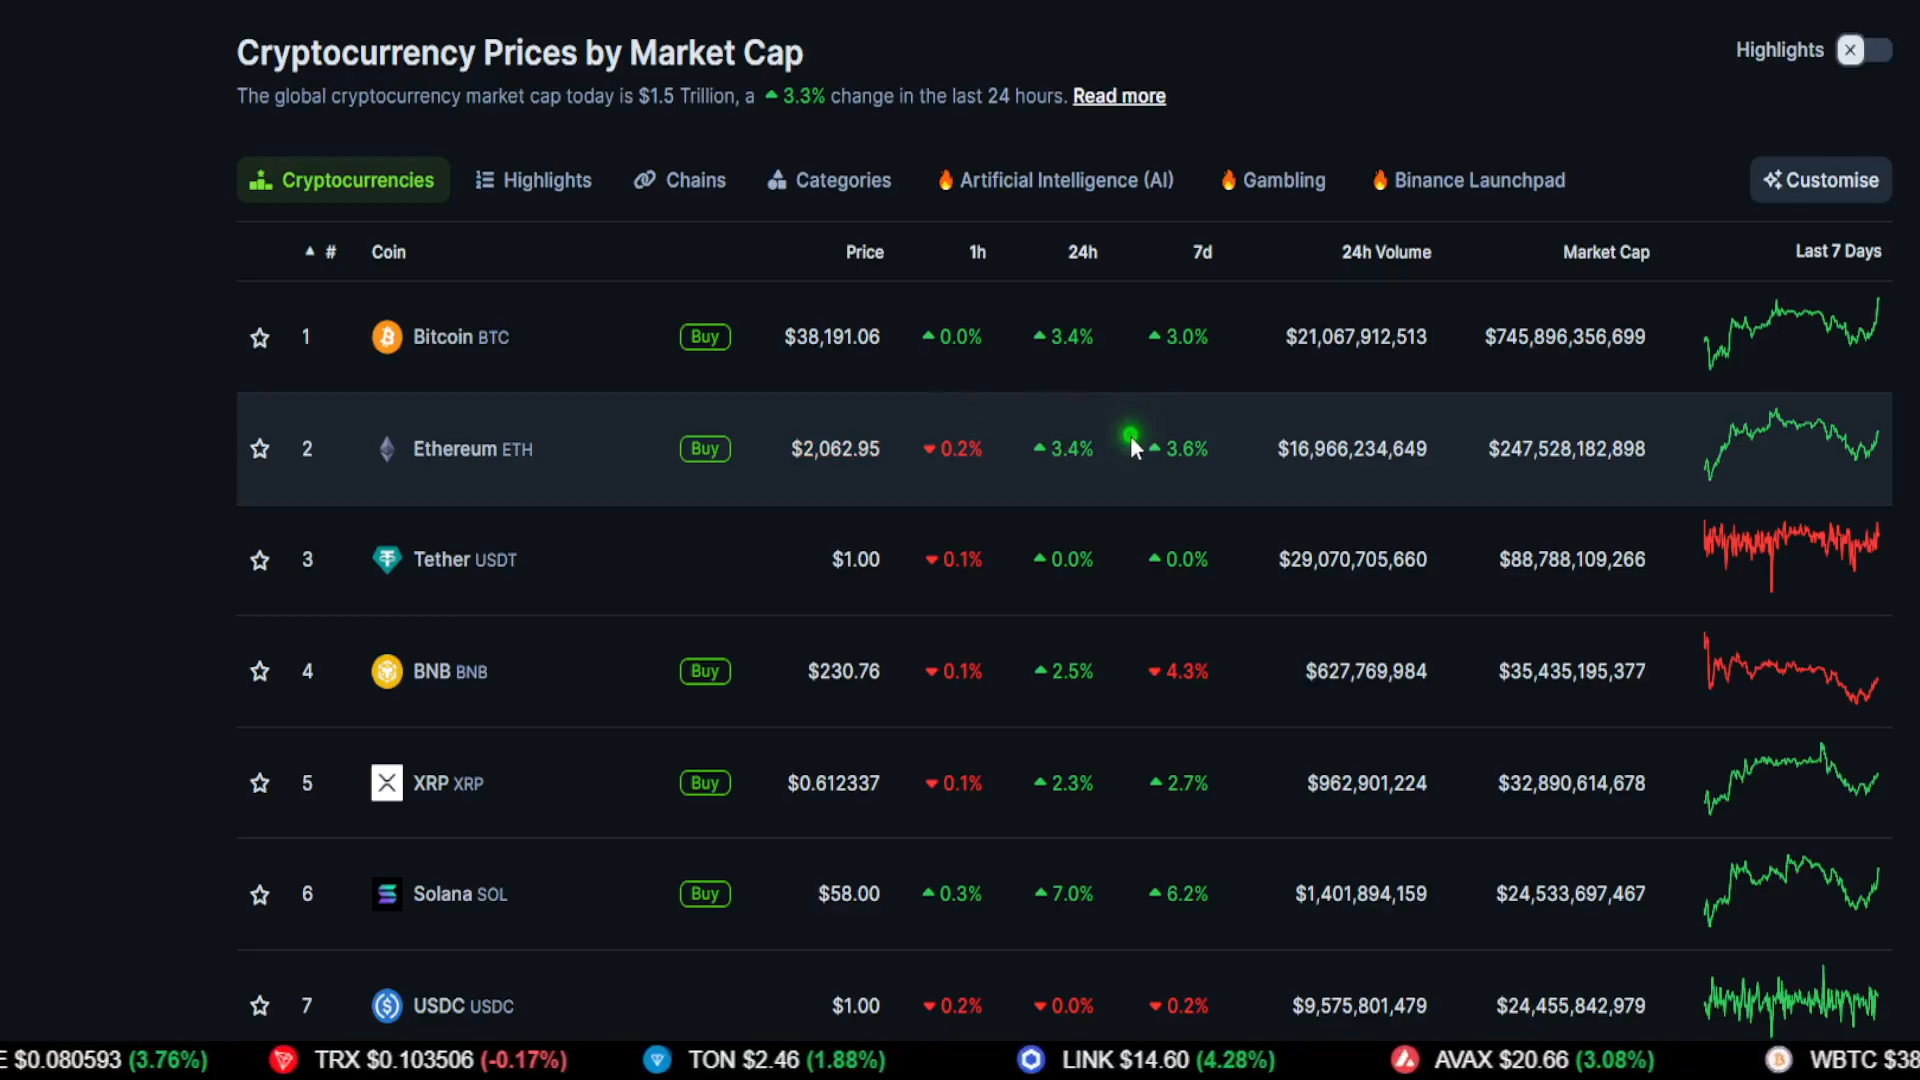 Cryptocurrency Prices by Market Cap
Highlights
The global cryptocurrency market cap today is $1.5 Trillion, a 3.3% change in the last 24 hours. Read more
Cryptocurrencies Highlights Chains Categories Artificial Intelligence (AI) Gambling Binance Launchpad Customise
# Coin Price 1h 24h 7d 24h Volume Market Cap Last 7 Days
1 Bitcoin BTC Buy $38,191.06 0.0% 3.4% 3.0% $21,067,912,513 $745,896,356,699
2 Ethereum ETH Buy $2,062.95 0.2% 3.4% 3.6% $16,966,234,649 $247,528,182,898
3 Tether USDT $1.00 0.1% 0.0% 0.0% $29,070,705,660 $88,788,109,266
4 BNB BNB Buy $230.76 0.1% 2.5% 4.3% $627,769,984 $35,435,195,377
5 XRP XRP Buy $0.612337 0.1% 2.3% 2.7% $962,901,224 $32,890,614,678
6 Solana SOL Buy $58.00 0.3% 7.0% 6.2% $1,401,894,159 $24,533,697,467
7 USDC USDC $1.00 0.2% 0.0% 0.2% $9,575,801,479 $24,455,842,979
E $0.080593 (3.76%) TRX $0.103506 (-0.17%) TON $2.46 (1.88%) LINK $14.60 (4.28%) AVAX $20.66 (3.08%) WBTC $38